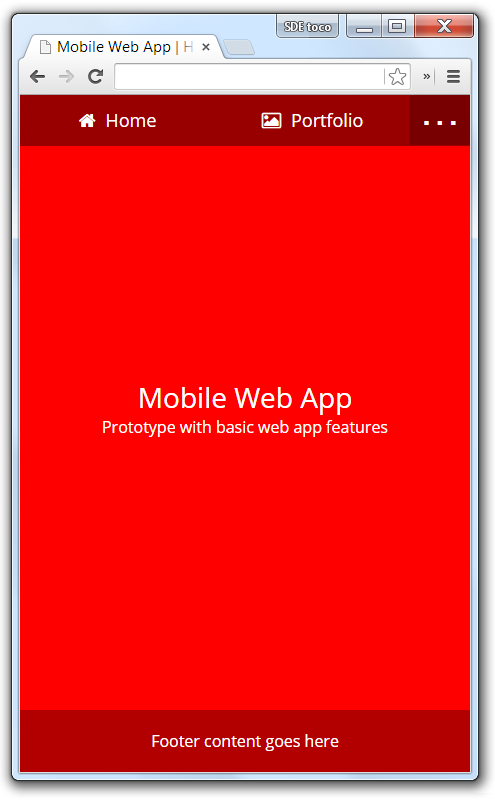 SDE toco
Mobile Web App | H
Home
Portfolio
...
Mobile Web App
Prototype with basic web app features
Footer content goes here